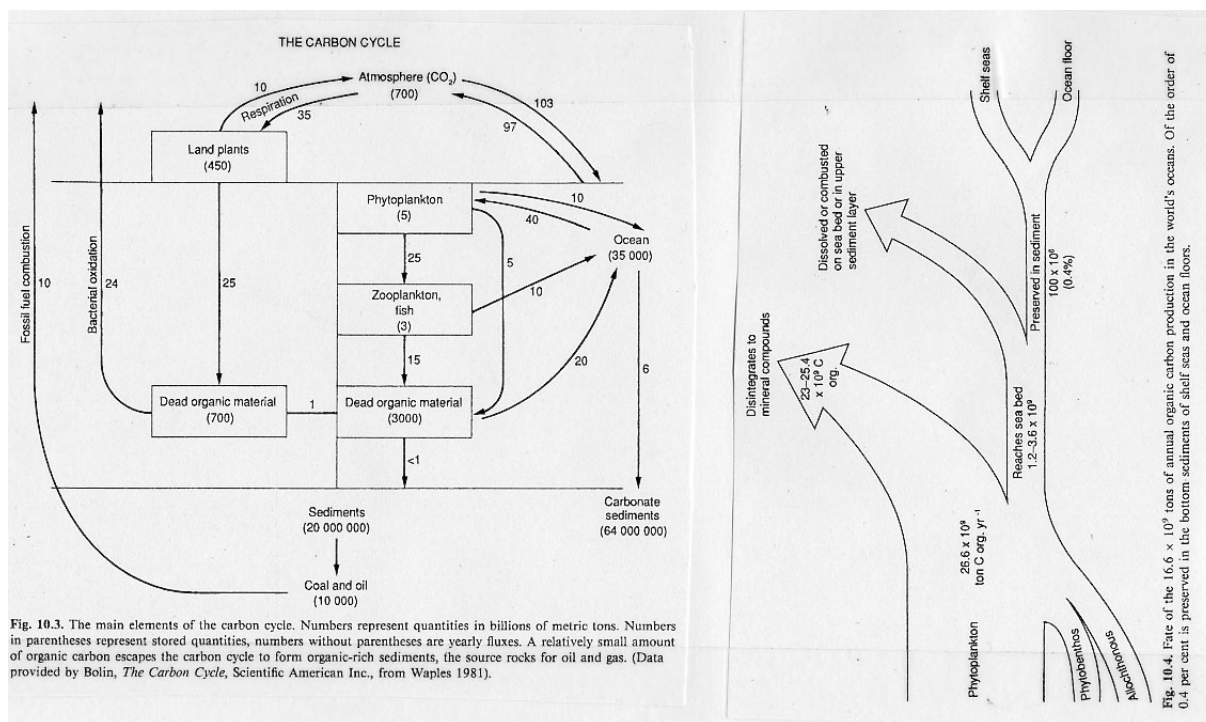 THE CARBON CYCLE
Atmosphere (CO₂)
(700)
10
Respiration
35
103
97
Land plants
(450)
Phytoplankton
(5)
10
40
Ocean
(35 000)
Fossil fuel combustion
10
Bacterial oxidation
24
25
25
5
Zooplankton,
fish
(3)
10
15
20
6
Dead organic material
(700)
1
Dead organic material
(3000)
<1
Sediments
(20 000 000)
Carbonate
sediments
(64 000 000)
Coal and oil
(10 000)
Fig. 10.3. The main elements of the carbon cycle. Numbers represent quantities in billions of metric tons. Numbers
in parentheses represent stored quantities, numbers without parentheses are yearly fluxes. A relatively small amount
of organic carbon escapes the carbon cycle to form organic-rich sediments, the source rocks for oil and gas. (Data
provided by Bolin, The Carbon Cycle, Scientific American Inc., from Waples 1981).
Shelf seas
Ocean floor
Dissolved or combusted
on sea bed or in upper
sediment layer
Preserved in sediment
100 x 10⁶
(0.4%)
Disintegrates to
mineral compounds
23–25.4
x 10⁹ C
org.
Reaches sea bed
1.2–3.6 x 10⁹
26.6 x 10⁹
ton C org. yr⁻¹
Phytoplankton
Phytobenthos
Allochthonous
Fig. 10.4. Fate of the 16.6 × 10⁹ tons of annual organic carbon production in the world's oceans. Of the order of
0.4 per cent is preserved in the bottom sediments of shelf seas and ocean floors.